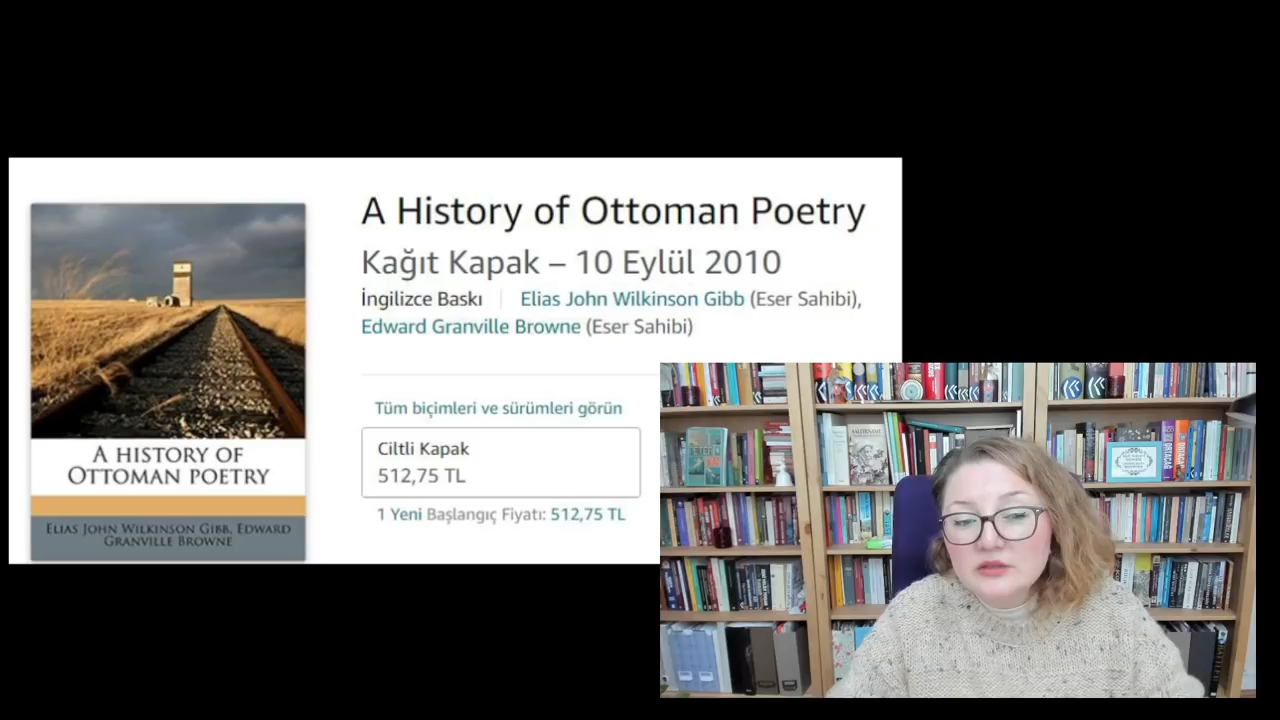 A History of Ottoman Poetry
Kağıt Kapak – 10 Eylül 2010
İngilizce Baskı
Elias John Wilkinson Gibb (Eser Sahibi),
Edward Granville Browne (Eser Sahibi)
Tüm biçimleri ve sürümleri görün
Ciltli Kapak
512,75 TL
1 Yeni Başlangıç Fiyatı: 512,75 TL
A HISTORY OF
OTTOMAN POETRY
ELIAS JOHN WILKINSON GIBB, EDWARD
GRANVILLE BROWNE
ORTAÇAĞ
ORTAÇAĞ